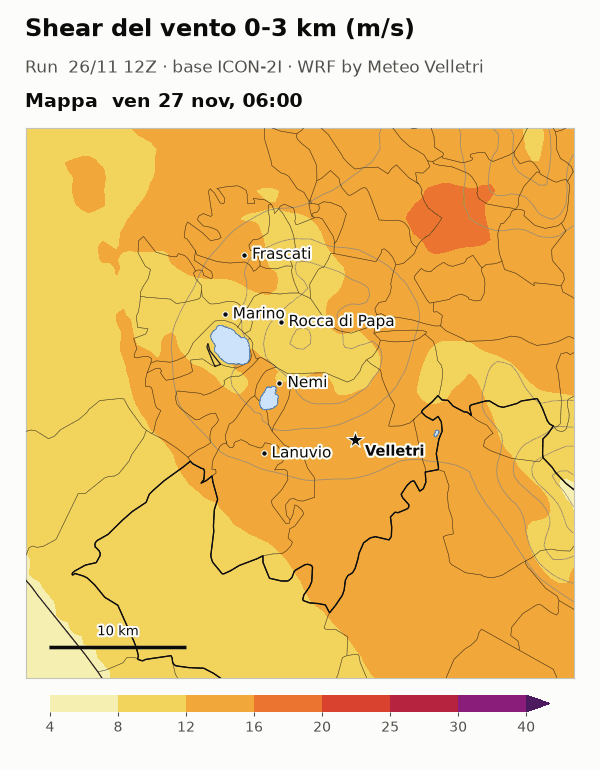 Shear del vento 0-3 km (m/s)
Run  26/11 12Z · base ICON-2I · WRF by Meteo Velletri
Mappa  ven 27 nov, 06:00
Frascati
Marino
Rocca di Papa
Nemi
Velletri
Lanuvio
10 km
4 8 12 16 20 25 30 40